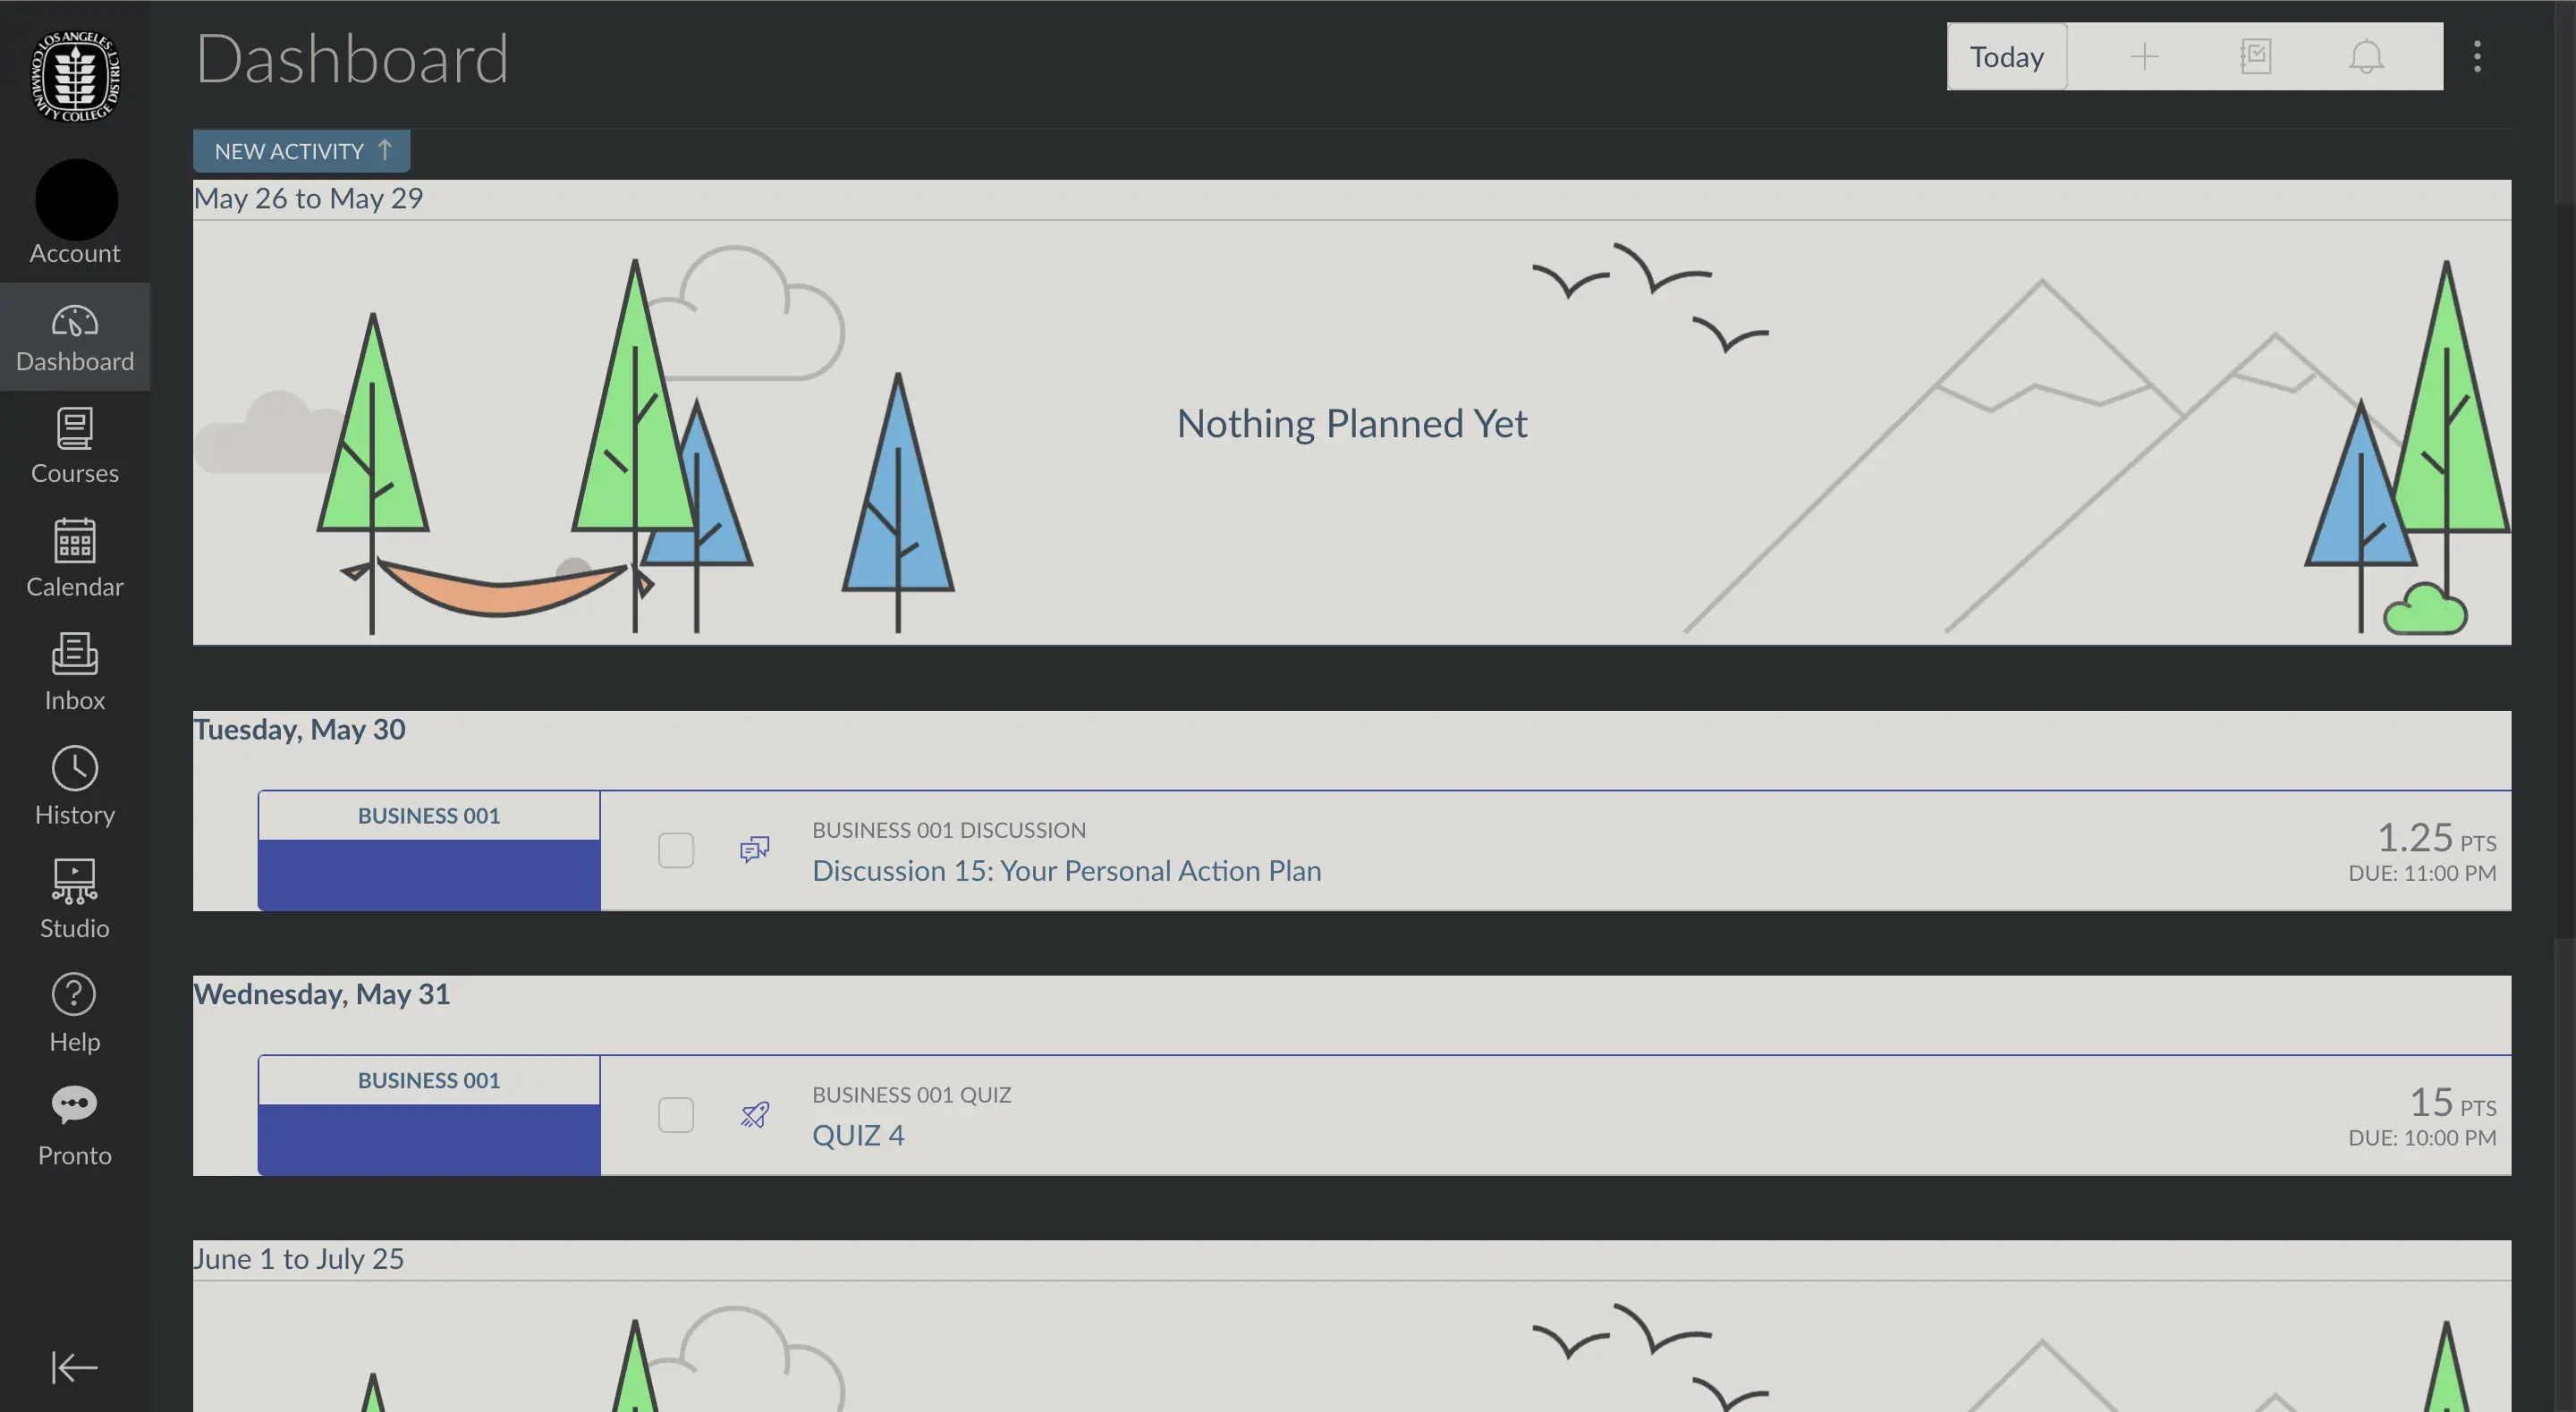 LOS ANGELES
COMMUNITY COLLEGE DISTRICT
Account
Dashboard
Courses
Calendar
Inbox
History
Studio
Help
Pronto
Dashboard
Today
NEW ACTIVITY
May 26 to May 29
Nothing Planned Yet
Tuesday, May 30
BUSINESS 001
BUSINESS 001 DISCUSSION
Discussion 15: Your Personal Action Plan
1.25 PTS
DUE: 11:00 PM
Wednesday, May 31
BUSINESS 001
BUSINESS 001 QUIZ
QUIZ 4
15 PTS
DUE: 10:00 PM
June 1 to July 25